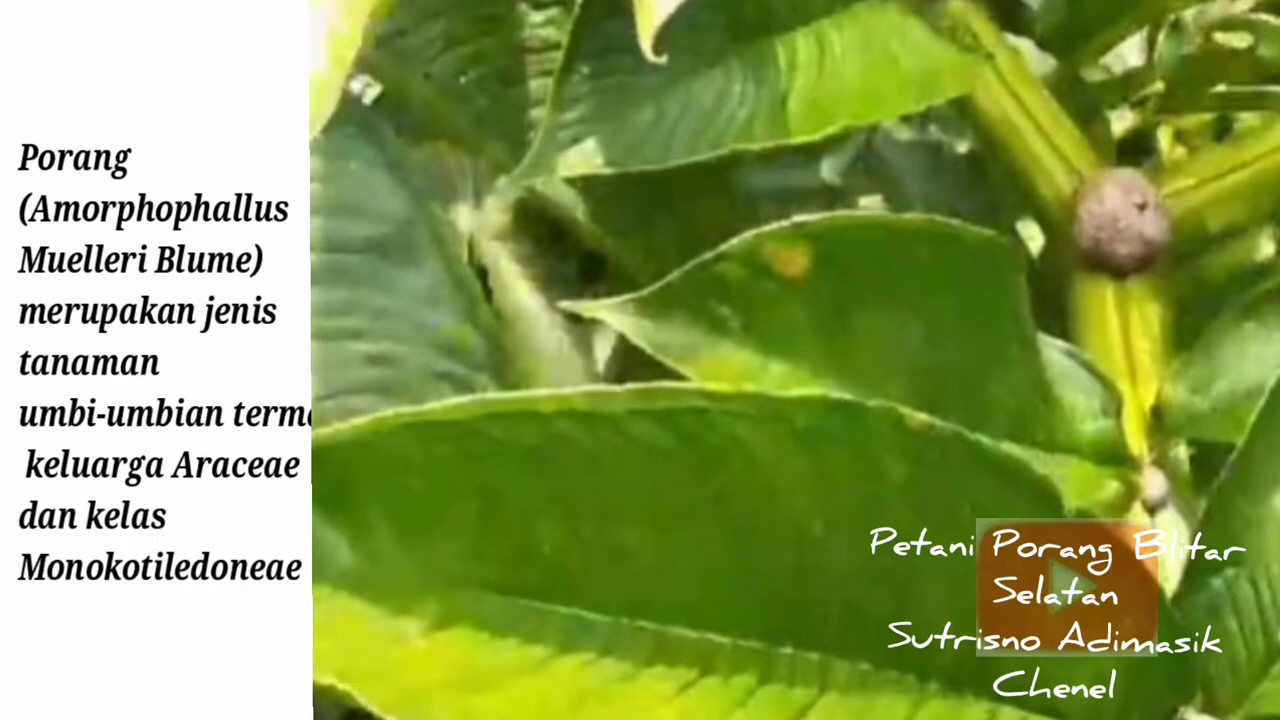 Porang
(Amorphophallus
Muelleri Blume)
merupakan jenis
tanaman
umbi-umbian
keluarga Araceae
dan kelas
Monokotiledoneae
Petani Porang Blitar
Selatan
Sutrisno Adimasik
Chenel